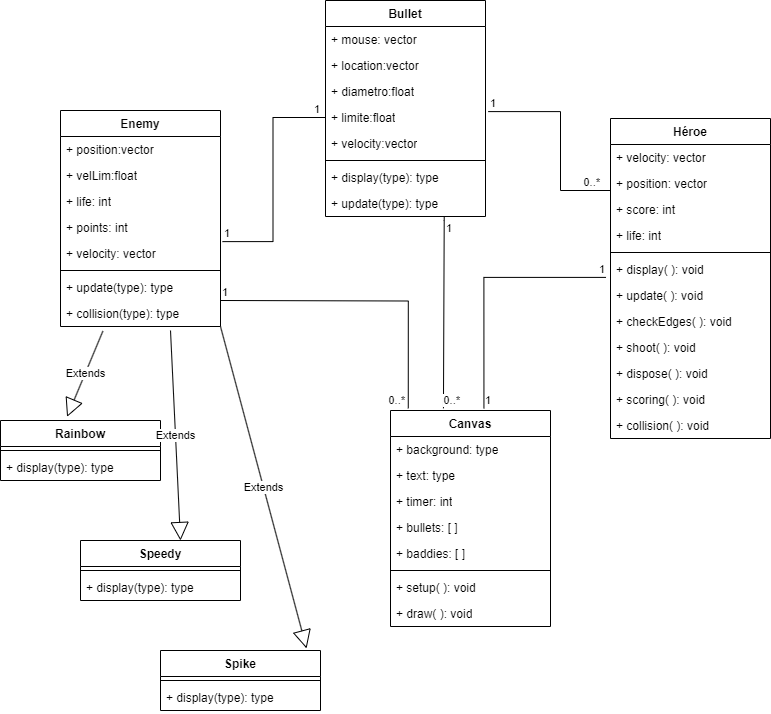 Bullet
+ mouse: vector
+ location:vector
+ diametro:float
+ limite:float
+ velocity:vector
+ display(type): type
+ update(type): type
Enemy
+ position:vector
+ velLim:float
+ life: int
+ points: int
+ velocity: vector
+ update(type): type
+ collision(type): type
Héroe
+ velocity: vector
+ position: vector
+ score: int
+ life: int
+ display( ): void
+ update( ): void
+ checkEdges( ): void
+ shoot( ): void
+ dispose( ): void
+ scoring( ): void
+ collision( ): void
1
1
1
0..*
1
1
1
0..*
0..*
1
Extends
Extends
Extends
Rainbow
+ display(type): type
Speedy
+ display(type): type
Spike
+ display(type): type
Canvas
+ background: type
+ text: type
+ timer: int
+ bullets: [ ]
+ baddies: [ ]
+ setup( ): void
+ draw( ): void